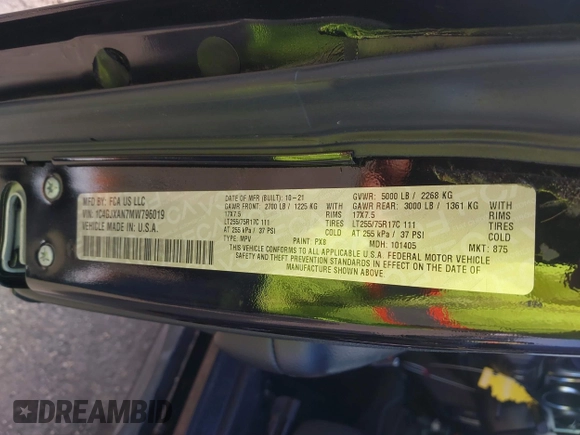 MFD BY: FCA US LLC
DATE OF MFR (BUILT): 10-21
GVWR: 5000 LB / 2268 KG
VIN: 1C4GJXAN7MW796019
GAWR FRONT: 2700 LB / 1225 KG
GAWR REAR: 3000 LB / 1361 KG
VEHICLE MADE IN: U.S.A.
17X7.5 RIMS
17X7.5 RIMS
LT255/75R17C 111 TIRES
LT255/75R17C 111 TIRES
AT 255 kPa / 37 PSI
AT 255 kPa / 37 PSI
TYPE: MPV
PAINT: PX8
MDH: 101405
MKT: 875
THIS VEHICLE CONFORMS TO ALL APPLICABLE U.S.A. FEDERAL MOTOR VEHICLE
SAFETY AND THEFT PREVENTION STANDARDS IN EFFECT ON THE DATE OF
MANUFACTURE SHOWN ABOVE.
DREAMBID